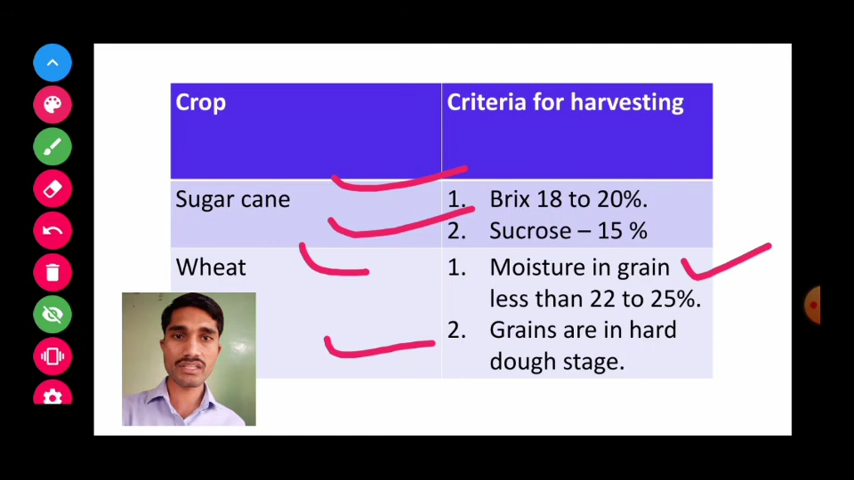 Crop
Criteria for harvesting
Sugar cane
1. Brix 18 to 20%.
2. Sucrose – 15 %
Wheat
1. Moisture in grain
less than 22 to 25%.
2. Grains are in hard
dough stage.